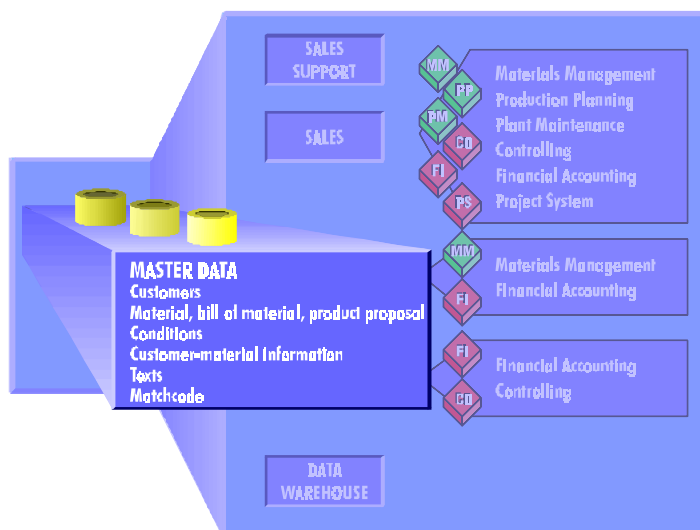 SALES
SUPPORT
SALES
MM
PP
PM
CO
FI
PS
Materials Management
Production Planning
Plant Maintenance
Controlling
Financial Accounting
Project System
MASTER DATA
Customers
Material, bill of material, product proposal
Conditions
Customer-material information
Texts
Matchcode
MM
FI
Materials Management
Financial Accounting
FI
CO
Financial Accounting
Controlling
DATA
WAREHOUSE